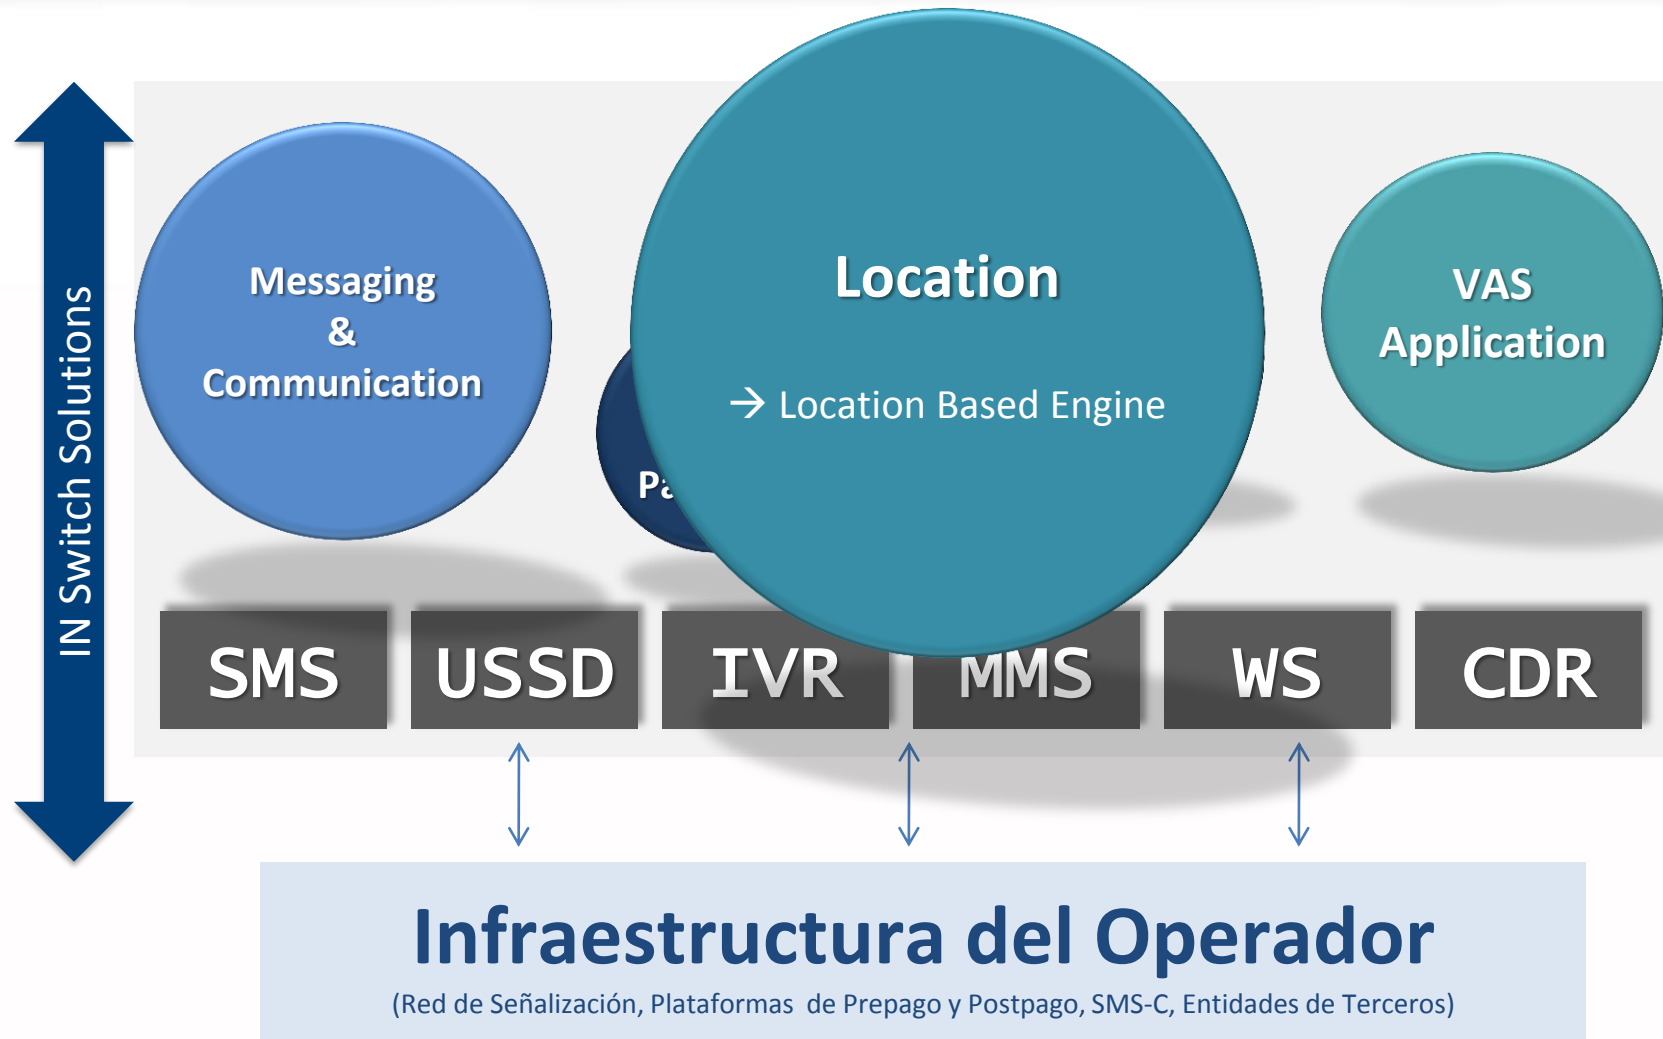 IN Switch Solutions
Messaging
&
Communication
Location
→ Location Based Engine
VAS
Application
SMS
USSD
IVR
MMS
WS
CDR
Infraestructura del Operador
(Red de Señalización, Plataformas de Prepago y Postpago, SMS-C, Entidades de Terceros)